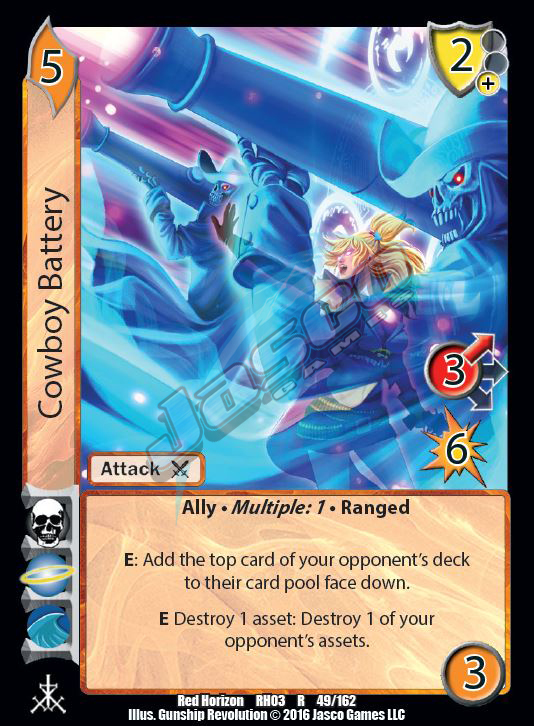 5
2
+
Cowboy Battery
JASCO
GAMES
3
6
Attack
Ally • Multiple: 1 • Ranged
E: Add the top card of your opponent’s deck
to their card pool face down.
E Destroy 1 asset: Destroy 1 of your
opponent’s assets.
3
Red Horizon RH03 R 49/162
Illus. Gunship Revolution © 2016 Jasco Games LLC